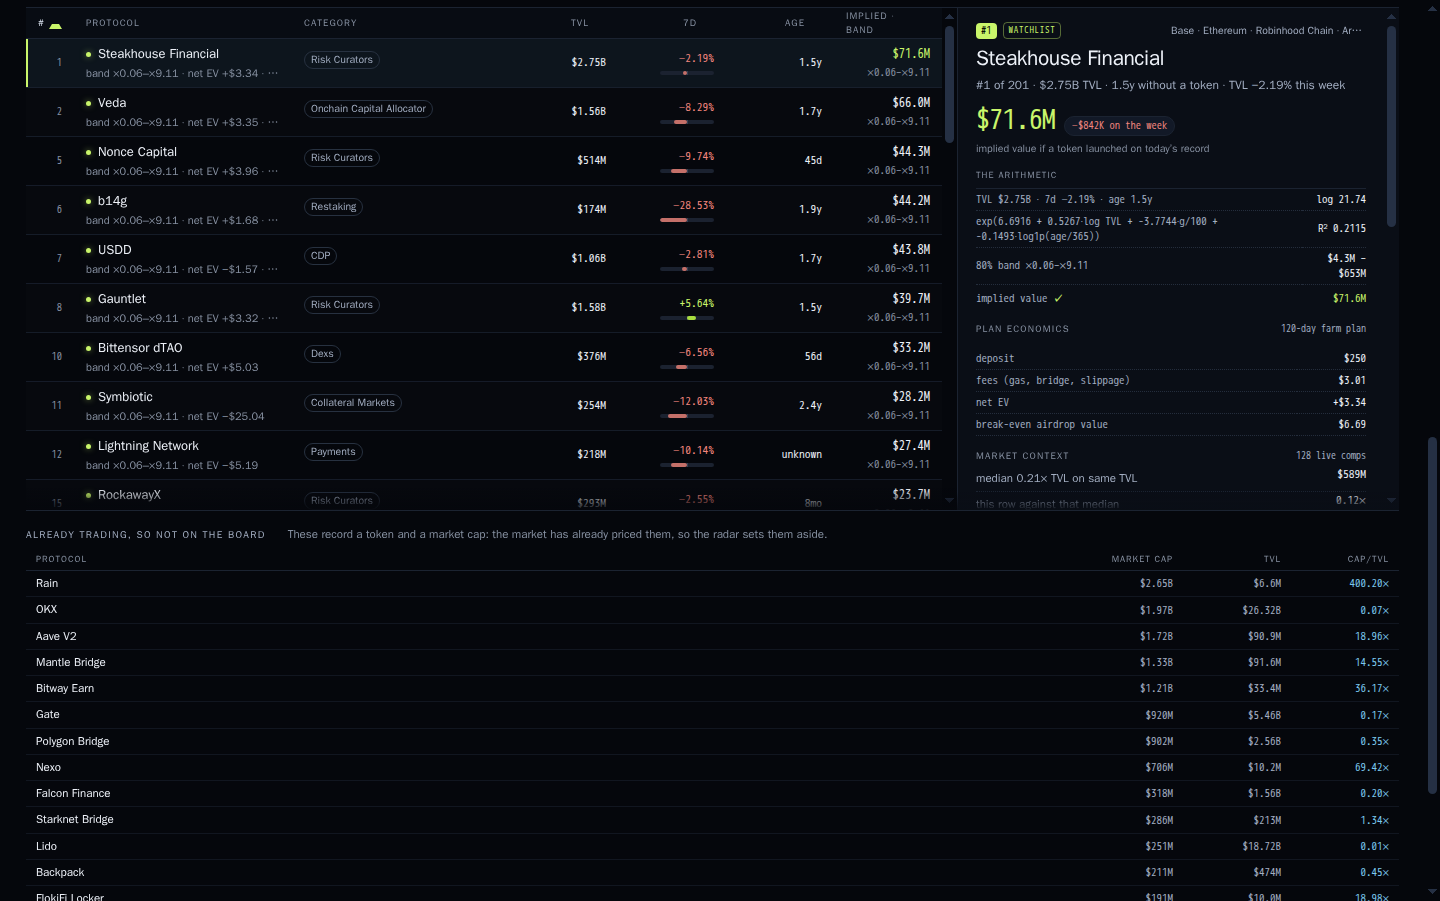 # PROTOCOL CATEGORY TVL 7D AGE IMPLIED · BAND
1 Steakhouse Financial Risk Curators $2.75B −2.19% 1.5y $71.6M
band ×0.06–×9.11 · net EV +$3.34 · ··· ×0.06–×9.11
2 Veda Onchain Capital Allocator $1.56B −8.29% 1.7y $66.0M
band ×0.06–×9.11 · net EV +$3.35 · ··· ×0.06–×9.11
5 Nonce Capital Risk Curators $514M −9.74% 45d $44.3M
band ×0.06–×9.11 · net EV +$3.96 · ··· ×0.06–×9.11
6 b14g Restaking $174M −28.53% 1.9y $44.2M
band ×0.06–×9.11 · net EV +$1.68 · ··· ×0.06–×9.11
7 USDD CDP $1.06B −2.81% 1.7y $43.8M
band ×0.06–×9.11 · net EV −$1.57 · ··· ×0.06–×9.11
8 Gauntlet Risk Curators $1.58B +5.64% 1.5y $39.7M
band ×0.06–×9.11 · net EV +$3.32 · ··· ×0.06–×9.11
10 Bittensor dTAO Dexs $376M −6.56% 56d $33.2M
band ×0.06–×9.11 · net EV +$5.03 ×0.06–×9.11
11 Symbiotic Collateral Markets $254M −12.03% 2.4y $28.2M
band ×0.06–×9.11 · net EV −$25.04 ×0.06–×9.11
12 Lightning Network Payments $218M −10.14% unknown $27.4M
band ×0.06–×9.11 · net EV −$5.19 ×0.06–×9.11
15 RockawayX Risk Curators $293M −2.55% 8mo $23.7M
#1 WATCHLIST Base · Ethereum · Robinhood Chain · Ar···
Steakhouse Financial
#1 of 201 · $2.75B TVL · 1.5y without a token · TVL −2.19% this week
$71.6M −$842K on the week
implied value if a token launched on today's record
THE ARITHMETIC
TVL $2.75B · 7d −2.19% · age 1.5y log 21.74
exp(6.6916 + 0.5267·log TVL + -3.7744·g/100 +
-0.1493·log1p(age/365)) R² 0.2115
80% band ×0.06–×9.11 $4.3M –
$653M
implied value ✓ $71.6M
PLAN ECONOMICS 120-day farm plan
deposit $250
fees (gas, bridge, slippage) $3.01
net EV +$3.34
break-even airdrop value $6.69
MARKET CONTEXT 128 live comps
median 0.21× TVL on same TVL $589M
this row against that median 0.12×
ALREADY TRADING, SO NOT ON THE BOARD These record a token and a market cap: the market has already priced them, so the radar sets them aside.
PROTOCOL MARKET CAP TVL CAP/TVL
Rain $2.65B $6.6M 400.20×
OKX $1.97B $26.32B 0.07×
Aave V2 $1.72B $90.9M 18.96×
Mantle Bridge $1.33B $91.6M 14.55×
Bitway Earn $1.21B $33.4M 36.17×
Gate $920M $5.46B 0.17×
Polygon Bridge $902M $2.56B 0.35×
Nexo $706M $10.2M 69.42×
Falcon Finance $318M $1.56B 0.20×
Starknet Bridge $286M $213M 1.34×
Lido $251M $18.72B 0.01×
Backpack $211M $474M 0.45×
FlokiFi Locker $191M $10.0M 18.98×